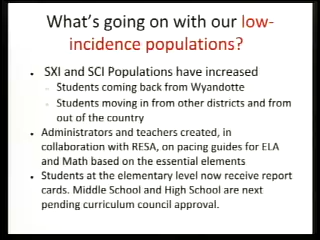 What's going on with our low-
incidence populations?
• SXI and SCI Populations have increased
Students coming back from Wyandotte
Students moving in from other districts and from
out of the country
• Administrators and teachers created, in
collaboration with RESA, on pacing guides for ELA
and Math based on the essential elements
• Students at the elementary level now receive report
cards. Middle School and High School are next
pending curriculum council approval.